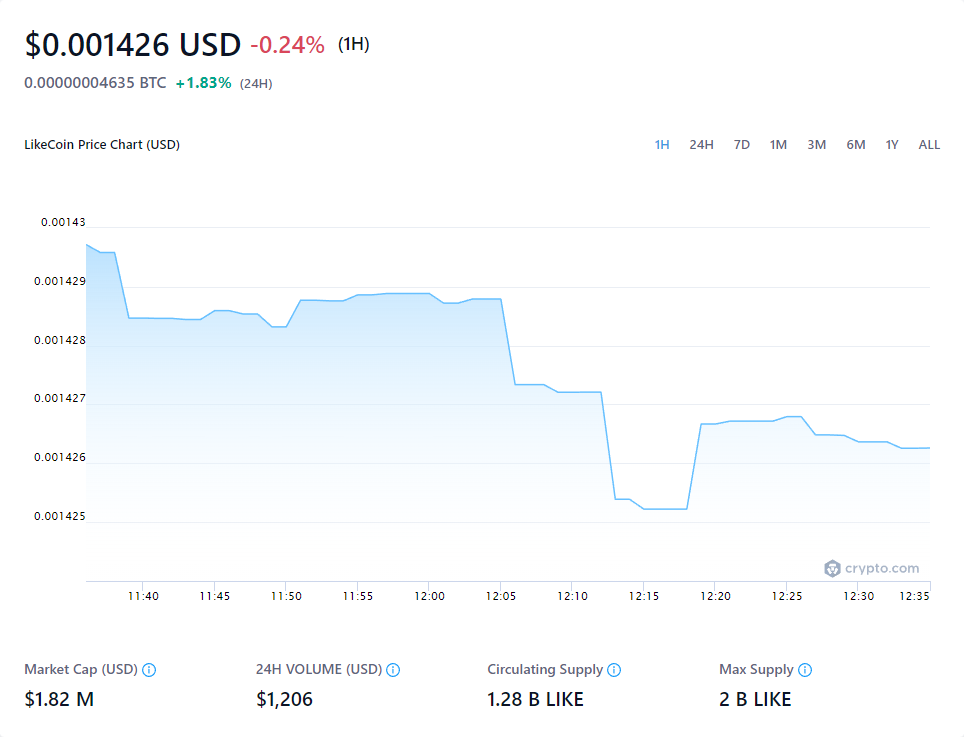 $0.001426 USD -0.24% (1H)
0.00000004635 BTC +1.83% (24H)
LikeCoin Price Chart (USD) 1H 24H 7D 1M 3M 6M 1Y ALL
0.00143
0.001429
0.001428
0.001427
0.001426
0.001425
crypto.com
11:40 11:45 11:50 11:55 12:00 12:05 12:10 12:15 12:20 12:25 12:30 12:35
Market Cap (USD) 24H VOLUME (USD) Circulating Supply Max Supply
$1.82 M $1,206 1.28 B LIKE 2 B LIKE